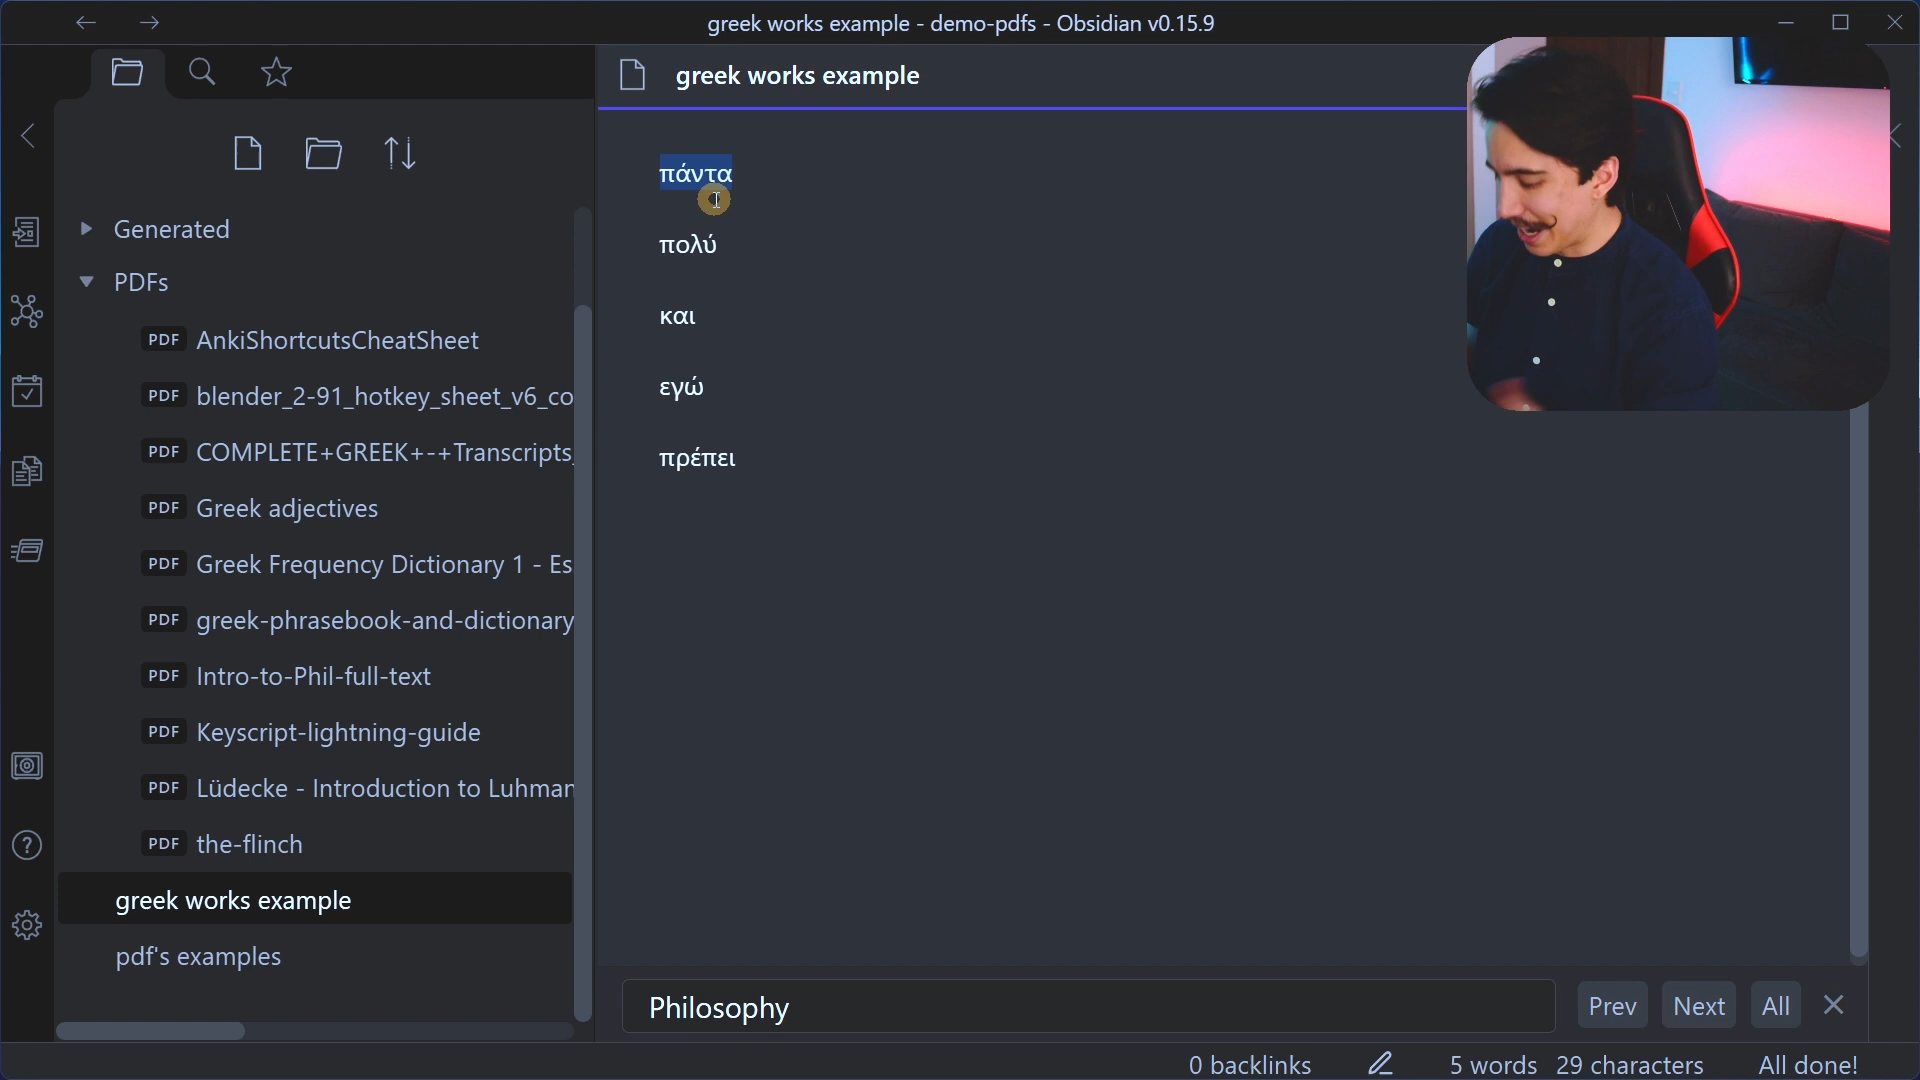 greek works example - demo-pdfs - Obsidian v0.15.9
greek works example
Generated
PDFs
PDF AnkiShortcutsCheatSheet
PDF blender_2-91_hotkey_sheet_v6_co
PDF COMPLETE+GREEK+-+Transcripts_
PDF Greek adjectives
PDF Greek Frequency Dictionary 1 - Es
PDF greek-phrasebook-and-dictionary
PDF Intro-to-Phil-full-text
PDF Keyscript-lightning-guide
PDF Lüdecke - Introduction to Luhman
PDF the-flinch
greek works example
pdf's examples
πάντα
πολύ
και
εγώ
πρέπει
Philosophy
Prev Next All
0 backlinks 5 words 29 characters All done!